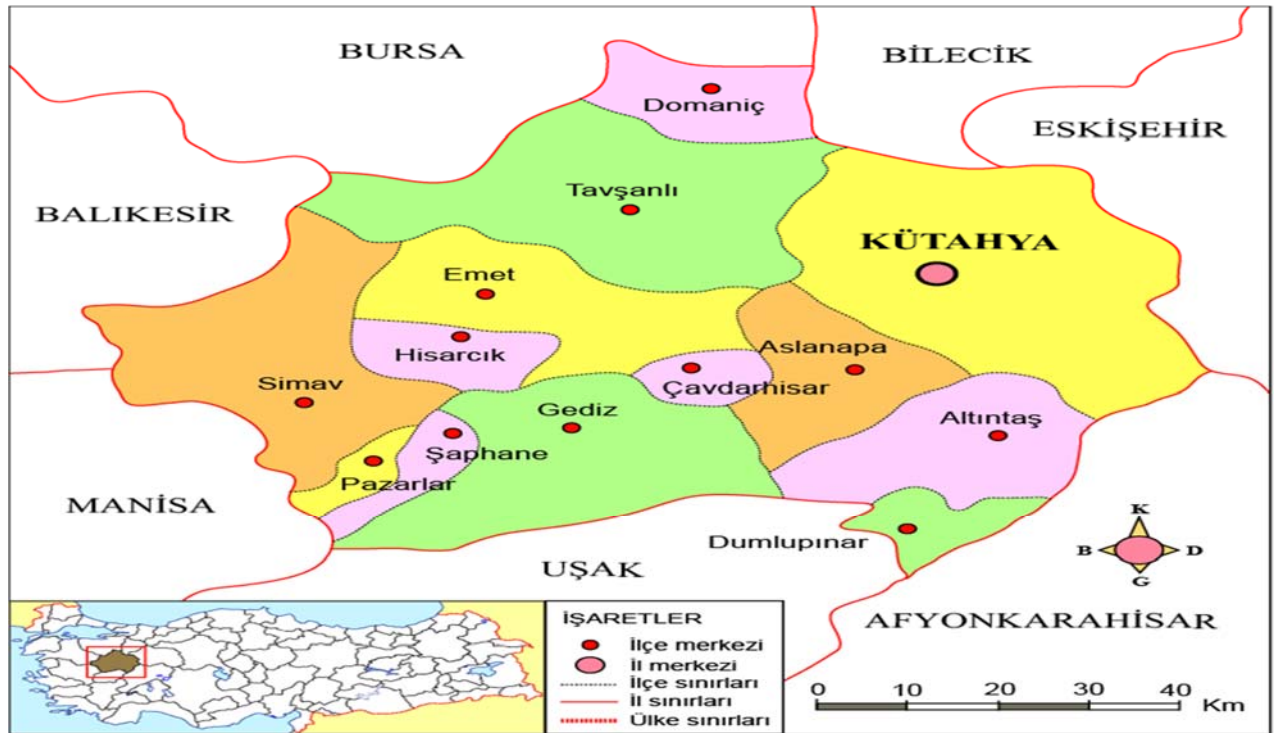 BURSA
BİLECİK
Domaniç
ESKİŞEHİR
Tavşanlı
BALIKESİR
KÜTAHYA
Emet
Hisarcık
Aslanapa
Simav
Çavdarhisar
Gediz
Altıntaş
Şaphane
Pazarlar
MANİSA
K
B D
G
Dumlupınar
UŞAK
AFYONKARAHİSAR
İŞARETLER
İlçe merkezi
İl merkezi
İlçe sınırları
İl sınırları
Ülke sınırları
0 10 20 30 40
Km